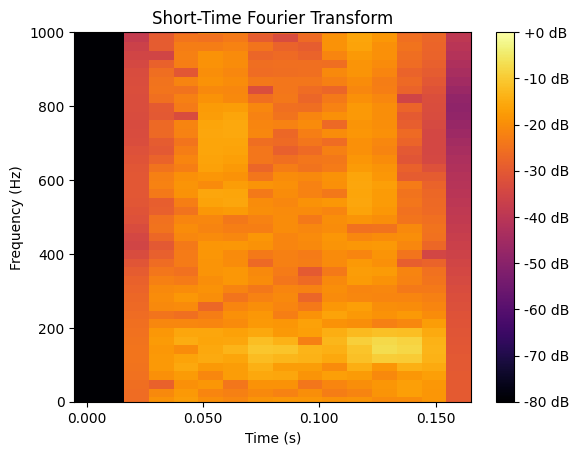 Short-Time Fourier Transform
1000
800
600
400
200
0
Frequency (Hz)
0.000
0.050
0.100
0.150
Time (s)
+0 dB
-10 dB
-20 dB
-30 dB
-40 dB
-50 dB
-60 dB
-70 dB
-80 dB